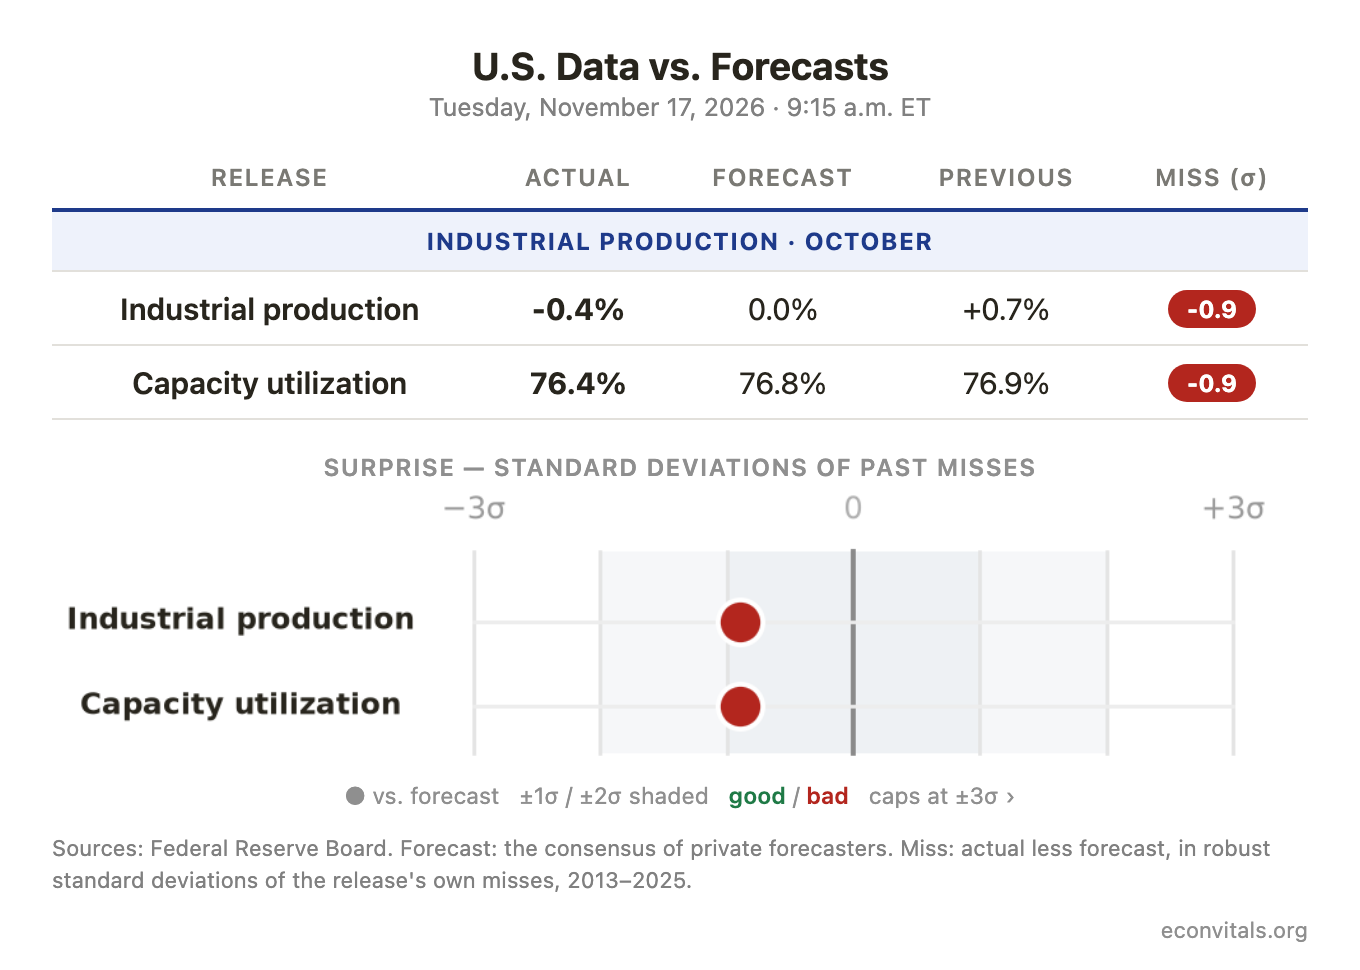 U.S. Data vs. Forecasts
Tuesday, November 17, 2026 · 9:15 a.m. ET
RELEASE ACTUAL FORECAST PREVIOUS MISS (σ)
INDUSTRIAL PRODUCTION · OCTOBER
Industrial production -0.4% 0.0% +0.7% -0.9
Capacity utilization 76.4% 76.8% 76.9% -0.9
SURPRISE — STANDARD DEVIATIONS OF PAST MISSES
−3σ 0 +3σ
Industrial production
Capacity utilization
vs. forecast ±1σ / ±2σ shaded good / bad caps at ±3σ ›
Sources: Federal Reserve Board. Forecast: the consensus of private forecasters. Miss: actual less forecast, in robust
standard deviations of the release's own misses, 2013–2025.
econvitals.org